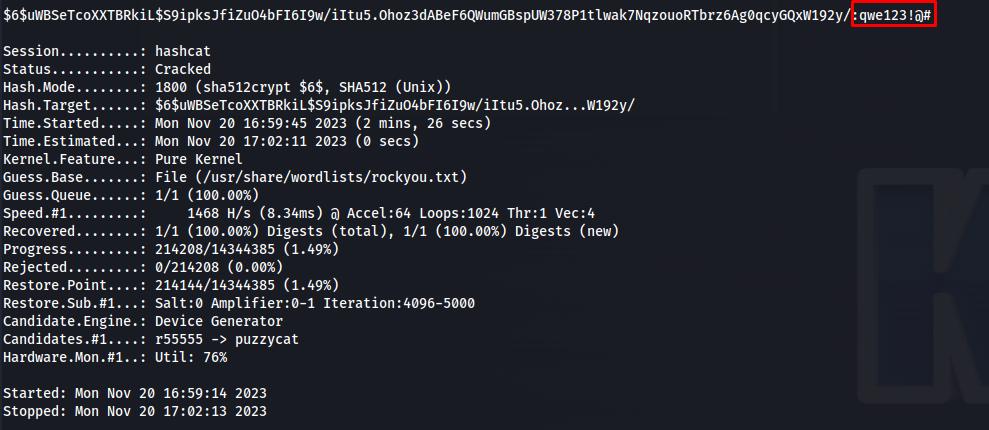 $6$uWBSeTcoXXTBRkiL$S9ipksJfiZuO4bFI6I9w/iItu5.Ohoz3dABeF6QWumGBspUW378P1tlwak7NqzouoRTbrz6Ag0qcyGQxW192y/:qwe123!@#
Session..........: hashcat
Status...........: Cracked
Hash.Mode........: 1800 (sha512crypt $6$, SHA512 (Unix))
Hash.Target......: $6$uWBSeTcoXXTBRkiL$S9ipksJfiZuO4bFI6I9w/iItu5.Ohoz...W192y/
Time.Started.....: Mon Nov 20 16:59:45 2023 (2 mins, 26 secs)
Time.Estimated...: Mon Nov 20 17:02:11 2023 (0 secs)
Kernel.Feature...: Pure Kernel
Guess.Base.......: File (/usr/share/wordlists/rockyou.txt)
Guess.Queue......: 1/1 (100.00%)
Speed.#1.........:     1468 H/s (8.34ms) @ Accel:64 Loops:1024 Thr:1 Vec:4
Recovered........: 1/1 (100.00%) Digests (total), 1/1 (100.00%) Digests (new)
Progress.........: 214208/14344385 (1.49%)
Rejected.........: 0/214208 (0.00%)
Restore.Point....: 214144/14344385 (1.49%)
Restore.Sub.#1...: Salt:0 Amplifier:0-1 Iteration:4096-5000
Candidate.Engine.: Device Generator
Candidates.#1....: r55555 -> puzzycat
Hardware.Mon.#1..: Util: 76%
Started: Mon Nov 20 16:59:14 2023
Stopped: Mon Nov 20 17:02:13 2023